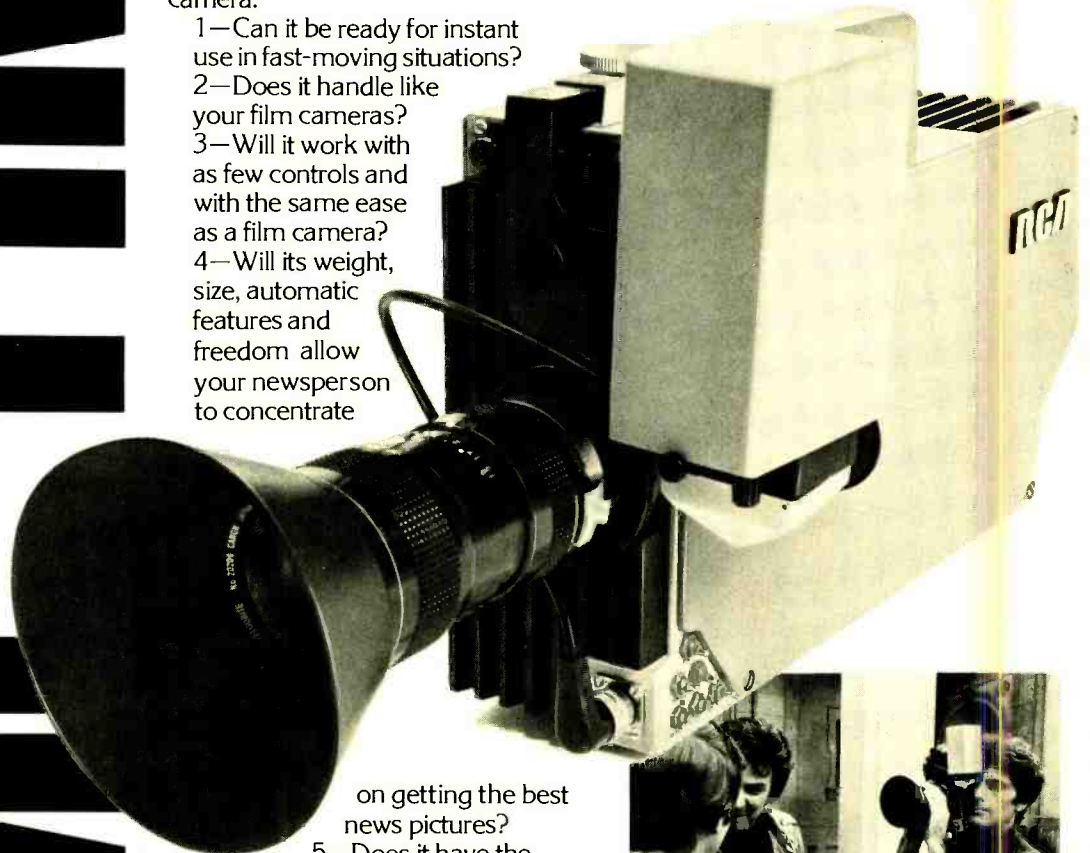 camera:
1—Can it be ready for instant
use in fast-moving situations?
2—Does it handle like
your film cameras?
3—Will it work with
as few controls and
with the same ease
as a film camera?
4—Will its weight,
size, automatic
features and
freedom allow
your newsperson
to concentrate
RCA
on getting the best
news pictures?
5—Does it have the